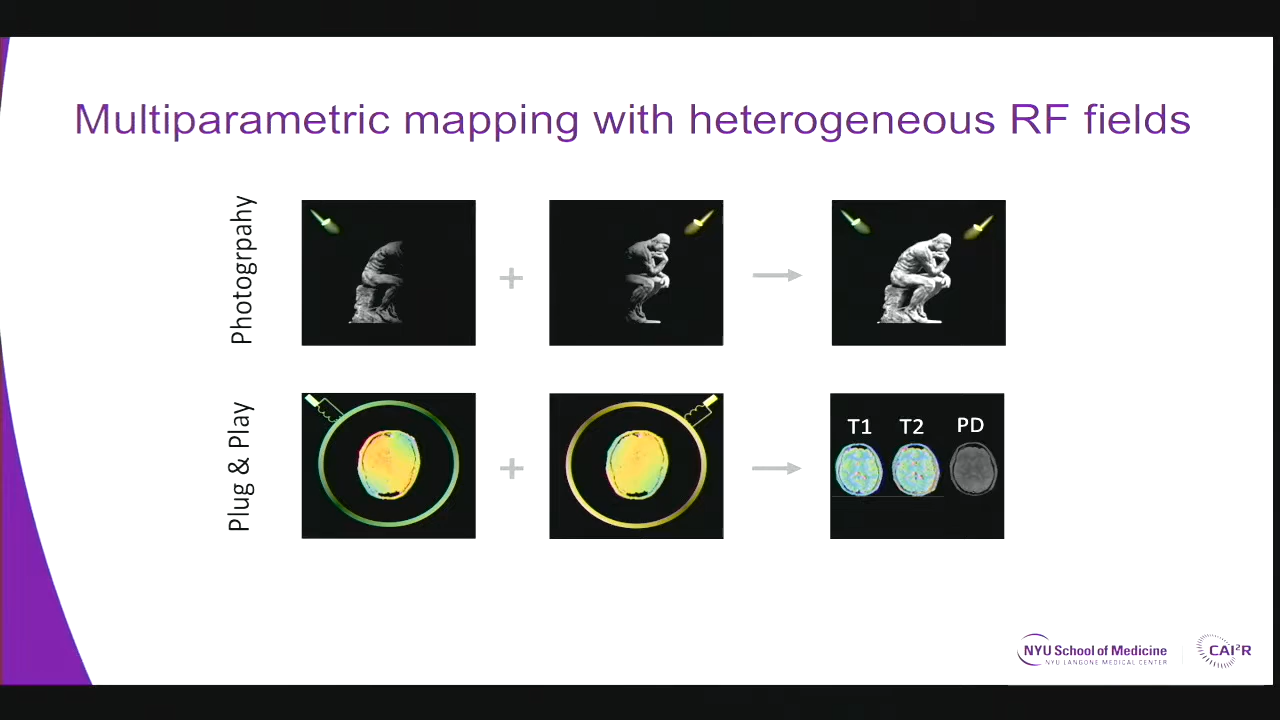 Multiparametric mapping with heterogeneous RF fields
Photogrpahy
+
Plug & Play
+
T1 T2 PD
NYU School of Medicine
NYU LANGONE MEDICAL CENTER
CAI²R